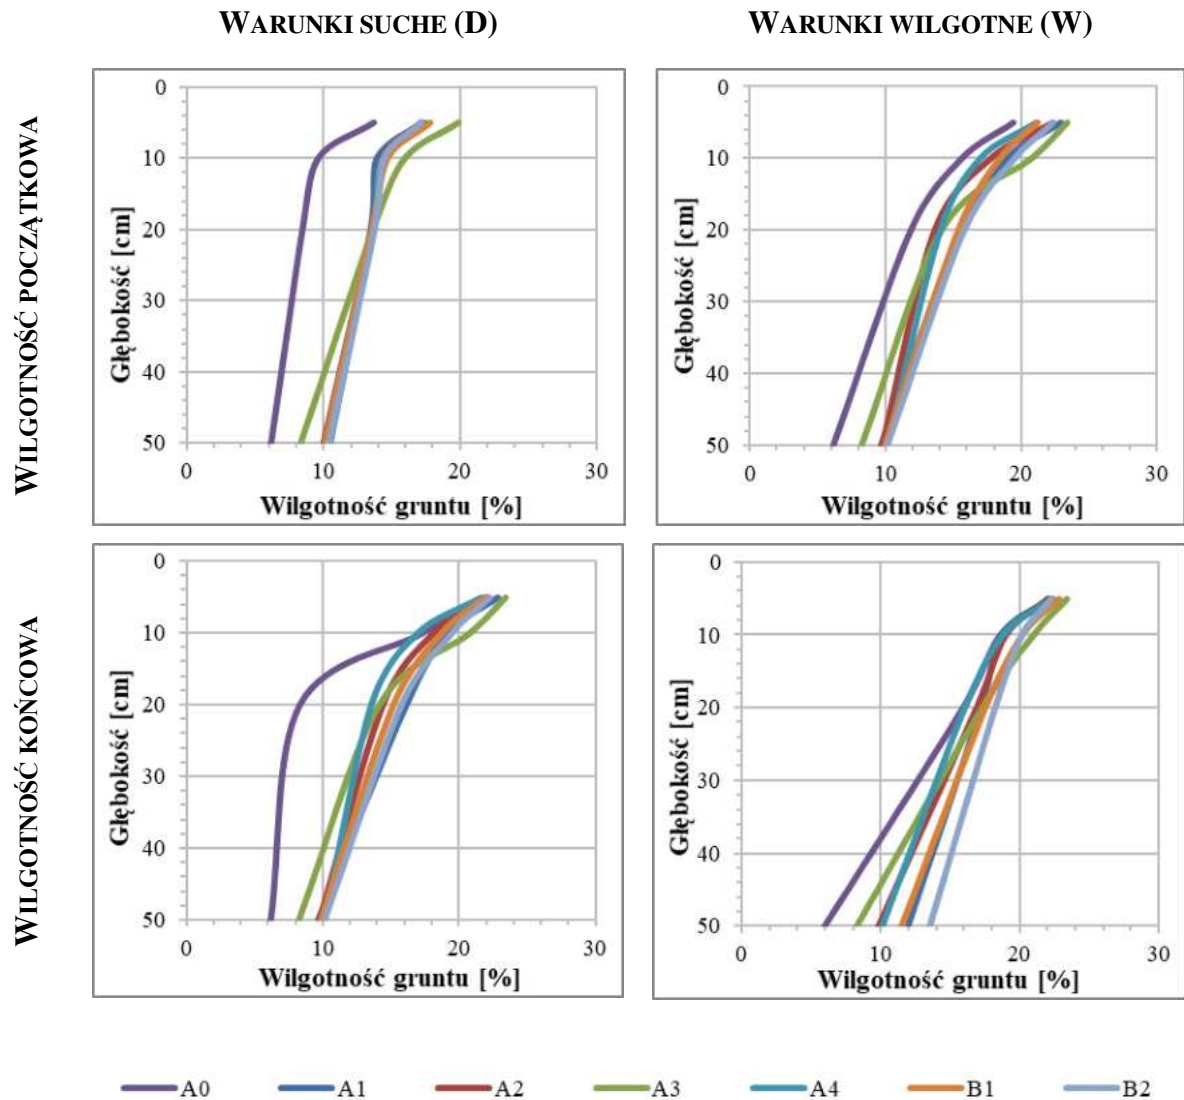 WARUNKI SUCHE (D)
WARUNKI WILGOTNE (W)
WILGOTNOŚĆ POCZĄTKOWA
0
10
20
30
40
50
Głębokość [cm]
0
10
20
30
Wilgotność gruntu [%]
0
10
20
30
40
50
Głębokość [cm]
0
10
20
30
Wilgotność gruntu [%]
WILGOTNOŚĆ KOŃCOWA
0
10
20
30
40
50
Głębokość [cm]
0
10
20
30
Wilgotność gruntu [%]
0
10
20
30
40
50
Głębokość [cm]
0
10
20
30
Wilgotność gruntu [%]
A0
A1
A2
A3
A4
B1
B2